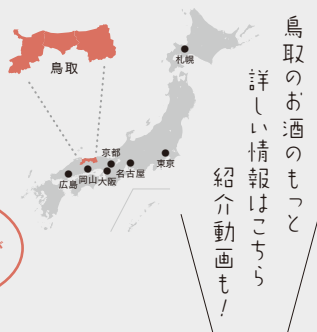 鳥取のお酒のもっと
詳しい情報はこちら
紹介動画も!
鳥取
札幌
京都
東京
名古屋
広島
岡山
大阪